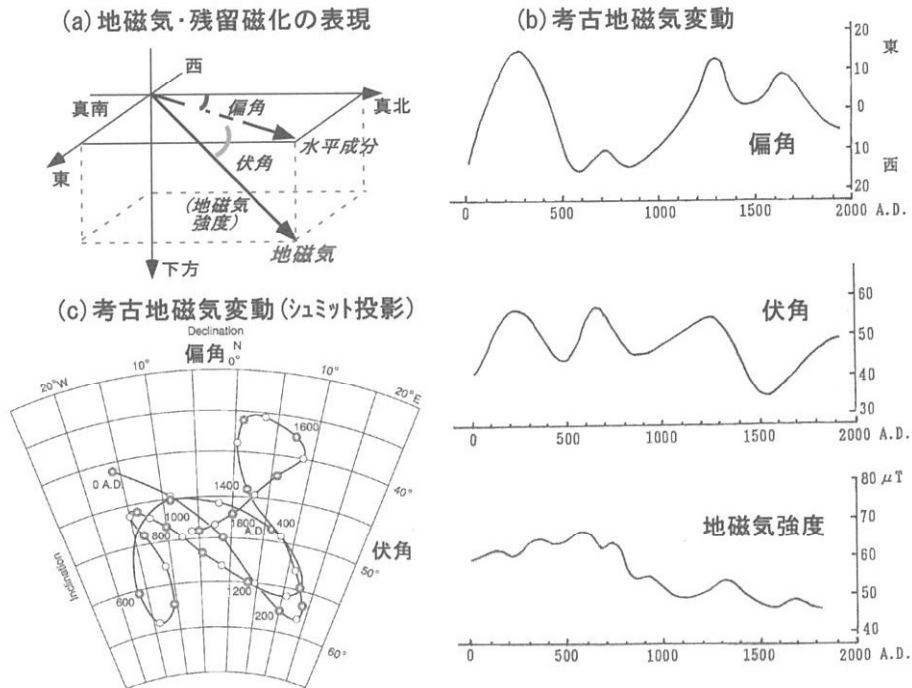 (a)地磁気・残留磁化の表現
西
真南
偏角
真北
水平成分
東
伏角
(地磁気
強度)
地磁気
下方
(b)考古地磁気変動
20
東
10
0
偏角
10
西
20
0
500
1000
1500
2000 A.D.
伏角
60
50
40
30
0
500
1000
1500
2000 A.D.
80 μT
地磁気強度
70
60
50
40
0
500
1000
1500
2000 A.D.
(c)考古地磁気変動(シュミット投影)
Declination
偏角
N
0°
20°W
10°
10°
20°E
1600
0 A.D.
1400
40°
1000
1800
A.D.
400
800
伏角
50°
Inclination
600
1200
200
60°